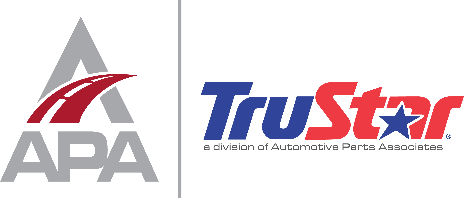 APA
TruStar®
a division of Automotive Parts Associates